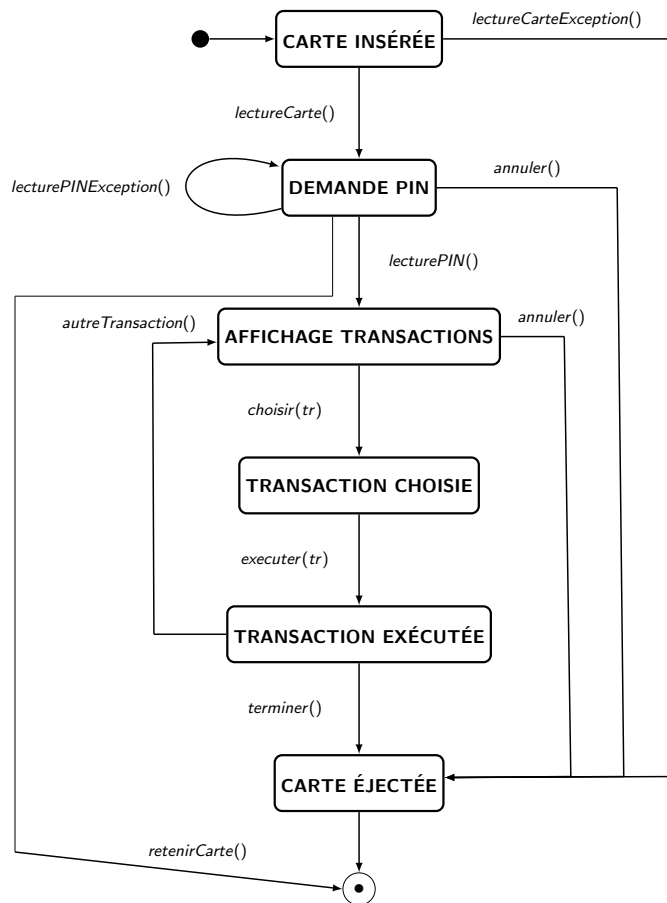 lectureCarteException()
CARTE INSÉRÉE
lectureCarte()
annuler()
lecturePINException()
DEMANDE PIN
lecturePIN()
autreTransaction()
annuler()
AFFICHAGE TRANSACTIONS
choisir(tr)
TRANSACTION CHOISIE
executer(tr)
TRANSACTION EXÉCUTÉE
terminer()
CARTE ÉJECTÉE
retenirCarte()